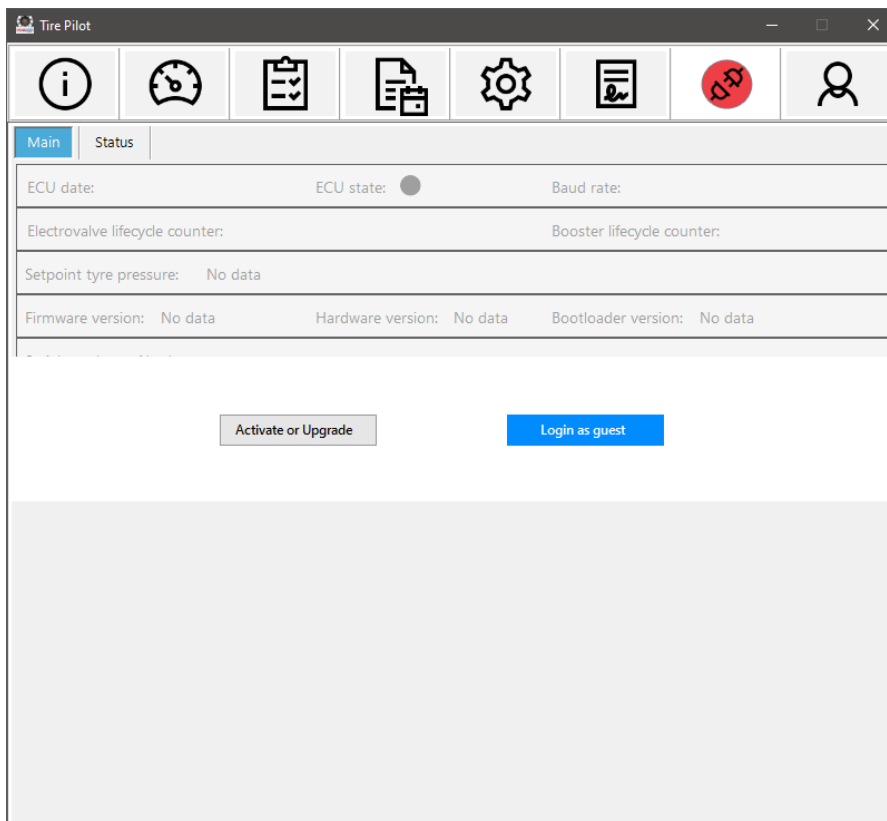 Tire Pilot
Main Status
ECU date: ECU state: Baud rate:
Electrovalve lifecycle counter: Booster lifecycle counter:
Setpoint tyre pressure: No data
Firmware version: No data Hardware version: No data Bootloader version: No data
Activate or Upgrade Login as guest